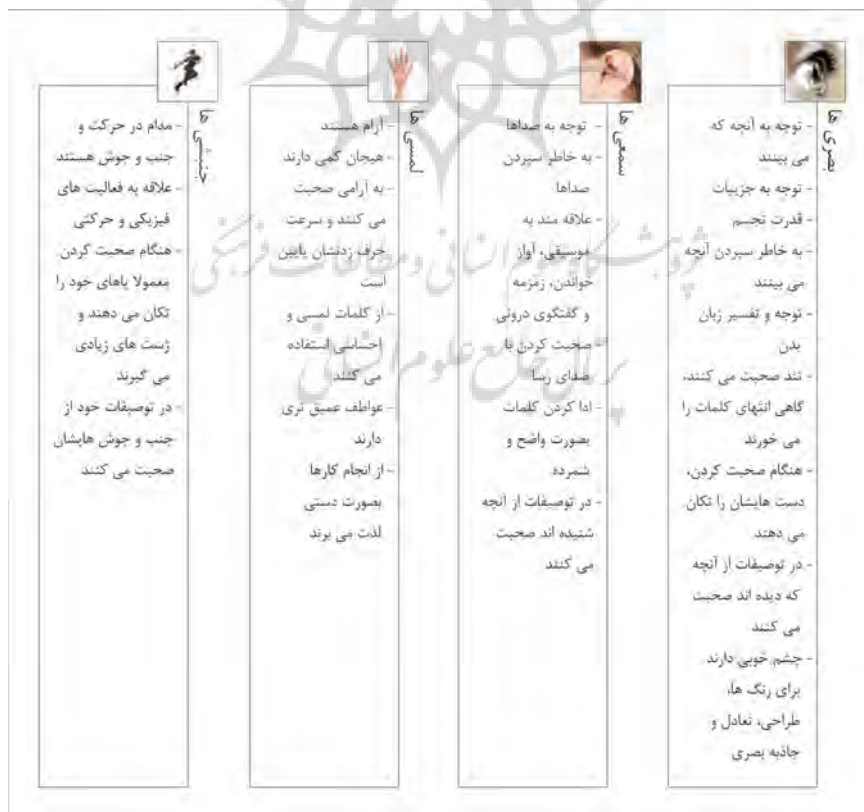 بصری ها
- توجه به آنچه که
می بینند
- توجه به جزییات
- قدرت تجسم
- به خاطر سپردن آنچه
می بینند
- توجه و تفسیر زبان
بدن
- تند صحبت می کنند،
گاهی انتهای کلمات را
می خورند
- هنگام صحبت کردن،
دست هایشان را تکان
می دهند
- در توصیفات از آنچه
که دیده اند صحبت
می کنند
- چشم خوبی دارند
برای رنگ ها،
طراحی، تعادل و
جاذبه بصری
سمعی ها
- توجه به صداها
- به خاطر سپردن
صداها
- علاقه مند به
موسیقی، آواز
خواندن، زمزمه
و گفتگوی درونی
- صحبت کردن با
صدای رسا
- ادا کردن کلمات
بصورت واضح و
شمرده
- در توصیفات از آنچه
شنیده اند صحبت
می کنند
لمسی ها
- آرام هستند
- هیجان کمی دارند
- به آرامی صحبت
می کنند و سرعت
حرف زدنشان پایین
است
- از کلمات لمسی و
احساسی استفاده
می کنند
- عواطف عمیق تری
دارند
- از انجام کارها
بصورت دستی
لذت می برند
جنبشی ها
- مدام در حرکت و
جنب و جوش هستند
- علاقه به فعالیت های
فیزیکی و حرکتی
- هنگام صحبت کردن
معمولا پاهای خود را
تکان می دهند و
ژست های زیادی
می گیرند
- در توصیفات خود از
جنب و جوش هایشان
صحبت می کنند
پژوهشگاه علوم انسانی و مطالعات فرهنگی
پرتال جامع علوم انسانی